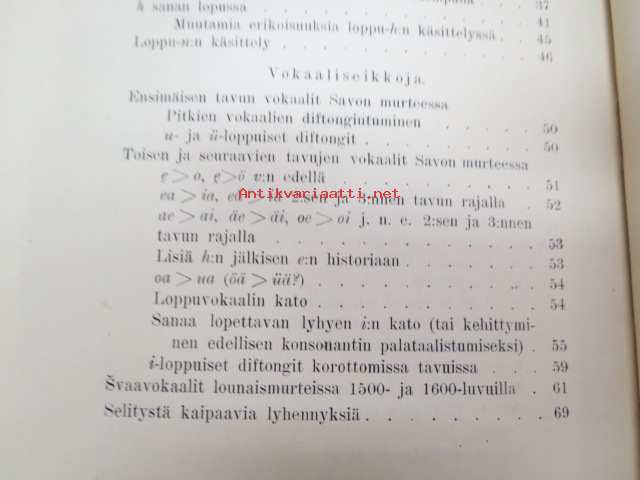 h sanan lopussa . . . . . . . . . 37
Muutamia erikoisuuksia loppu-h:n käsittelyssä . . 41
Loppu-n:n käsittely . . . . . . . . 45
46
Vokaaliseikkoja.
Ensimäisen tavun vokaalit Savon murteessa
Pitkien vokaalien diftongiutuminen . . . . . 50
u- ja ü-loppuiset diftongit . . . . . . . 50
Toisen ja seuraavien tavujen vokaalit Savon murteessa
ę > o, ę > ö v:n edellä . . . . . . . 51
Antikvariaatti.net
ea > ia, eä > iä 2:sen ja 3:nnen tavun rajalla . 52
ae > ai, äe > äi, oe > oi j. n. e. 2:sen ja 3:nnen
tavun rajalla . . . . . . . . . 53
Lisiä h:n jälkisen e:n historiaan . . . . . . 53
oa > ua (öä > üä?) . . . . . . . . 54
Loppuvokaalin kato . . . . . . . . 54
Sanaa lopettavan lyhyen i:n kato (tai kehittymi-
nen edellisen konsonantin palataalistumiseksi) . 55
i-loppuiset diftongit korottomissa tavuissa . . . 59
Švaavokaalit lounaismurteissa 1500- ja 1600-luvuilla . 61
Selitystä kaipaavia lyhennyksiä . . . . . . . 69